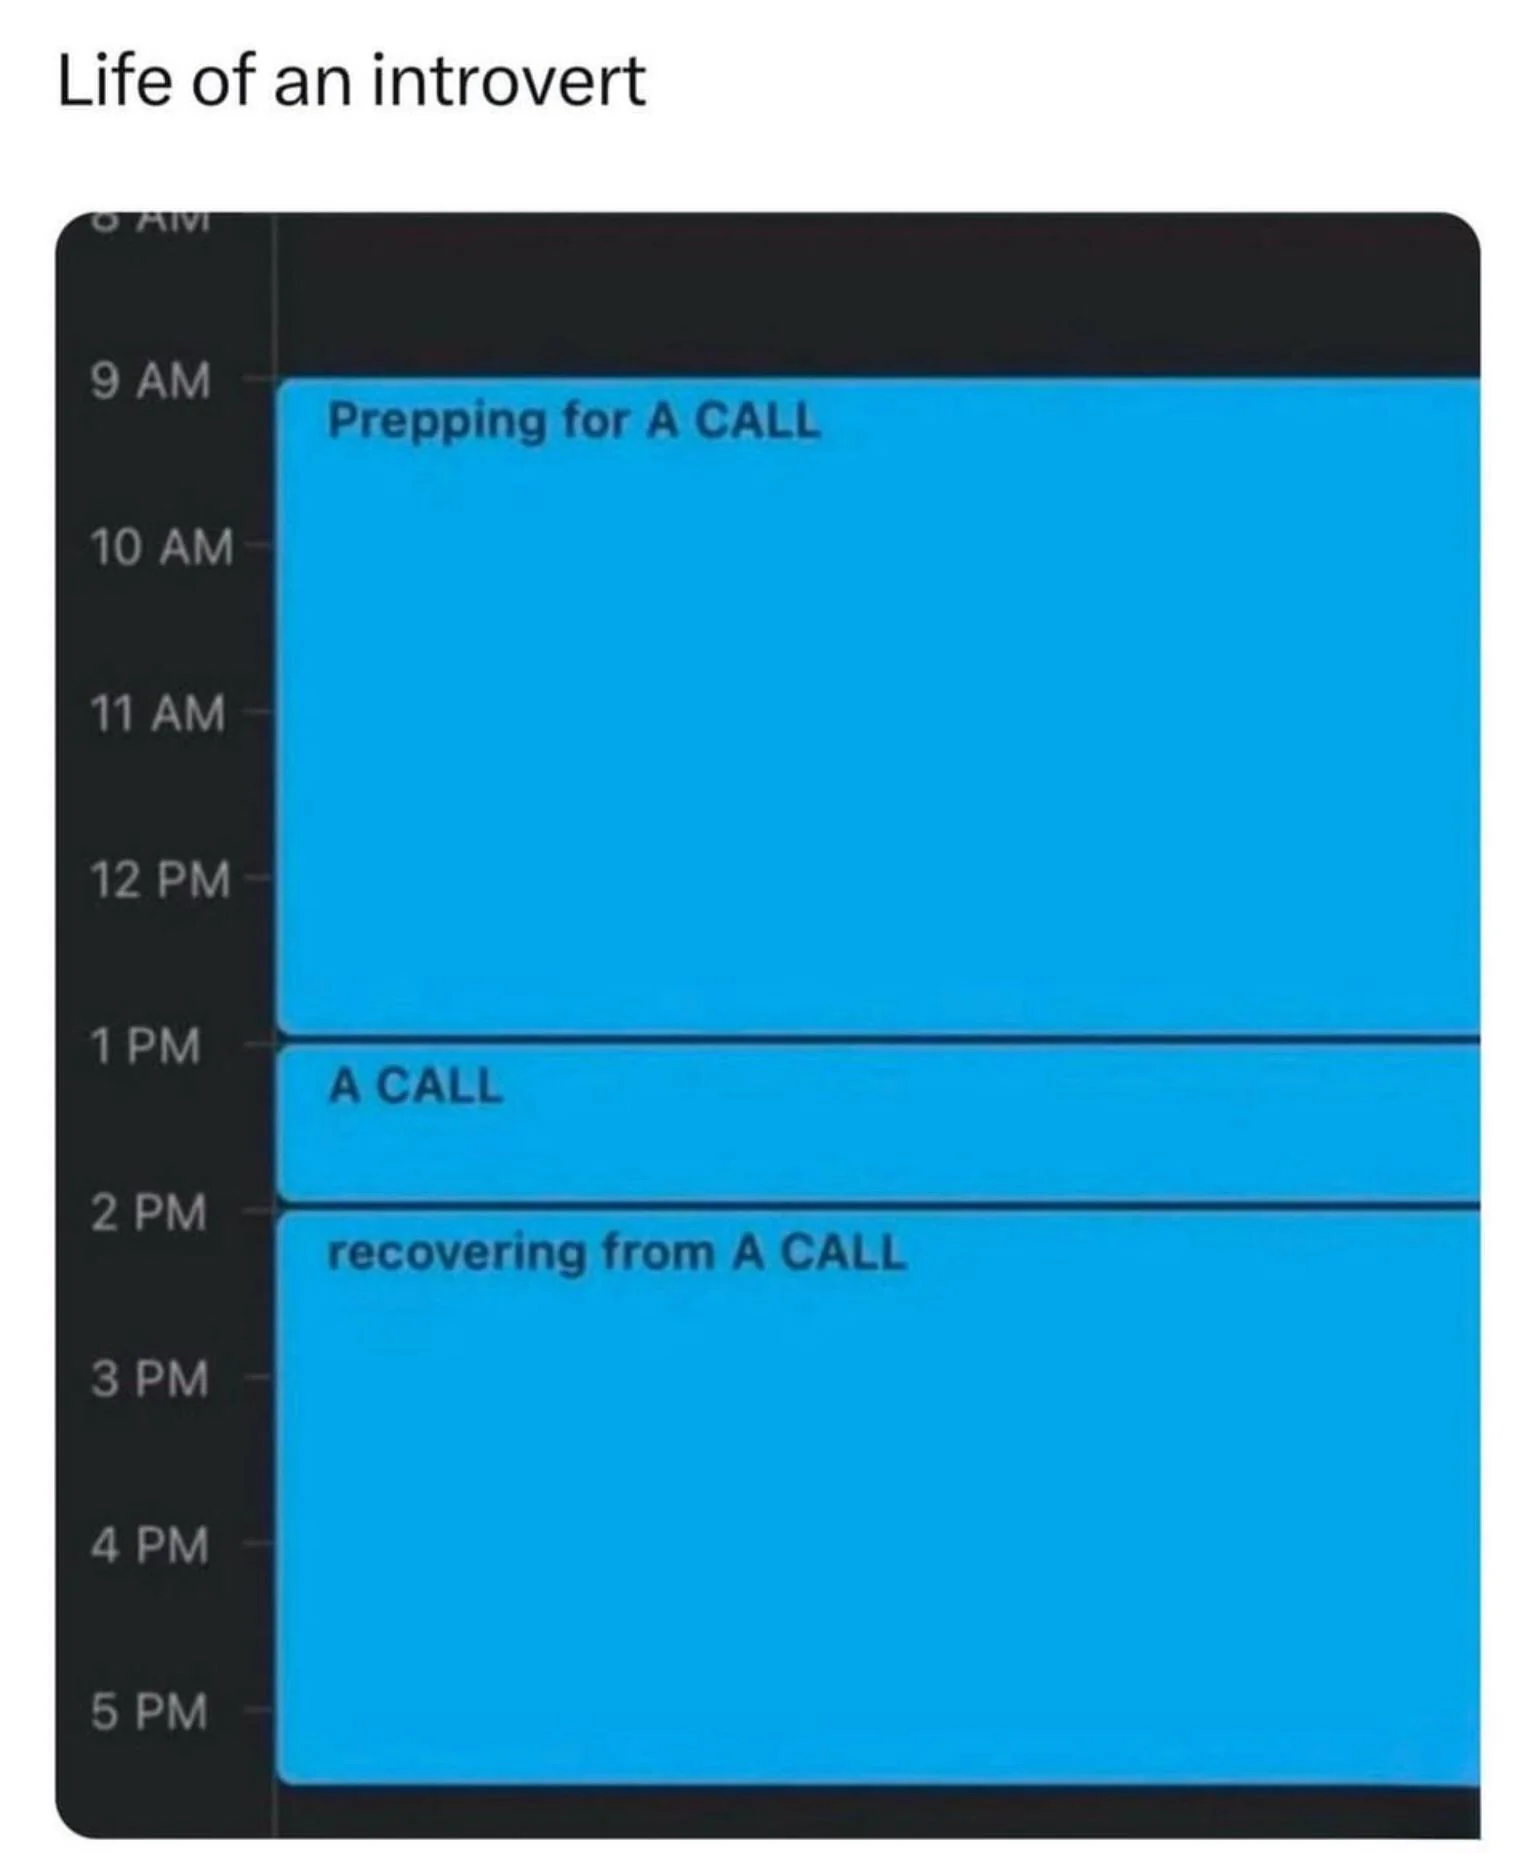 Life of an introvert
8 AM
9 AM
Prepping for A CALL
10 AM
11 AM
12 PM
1 PM
A CALL
2 PM
recovering from A CALL
3 PM
4 PM
5 PM